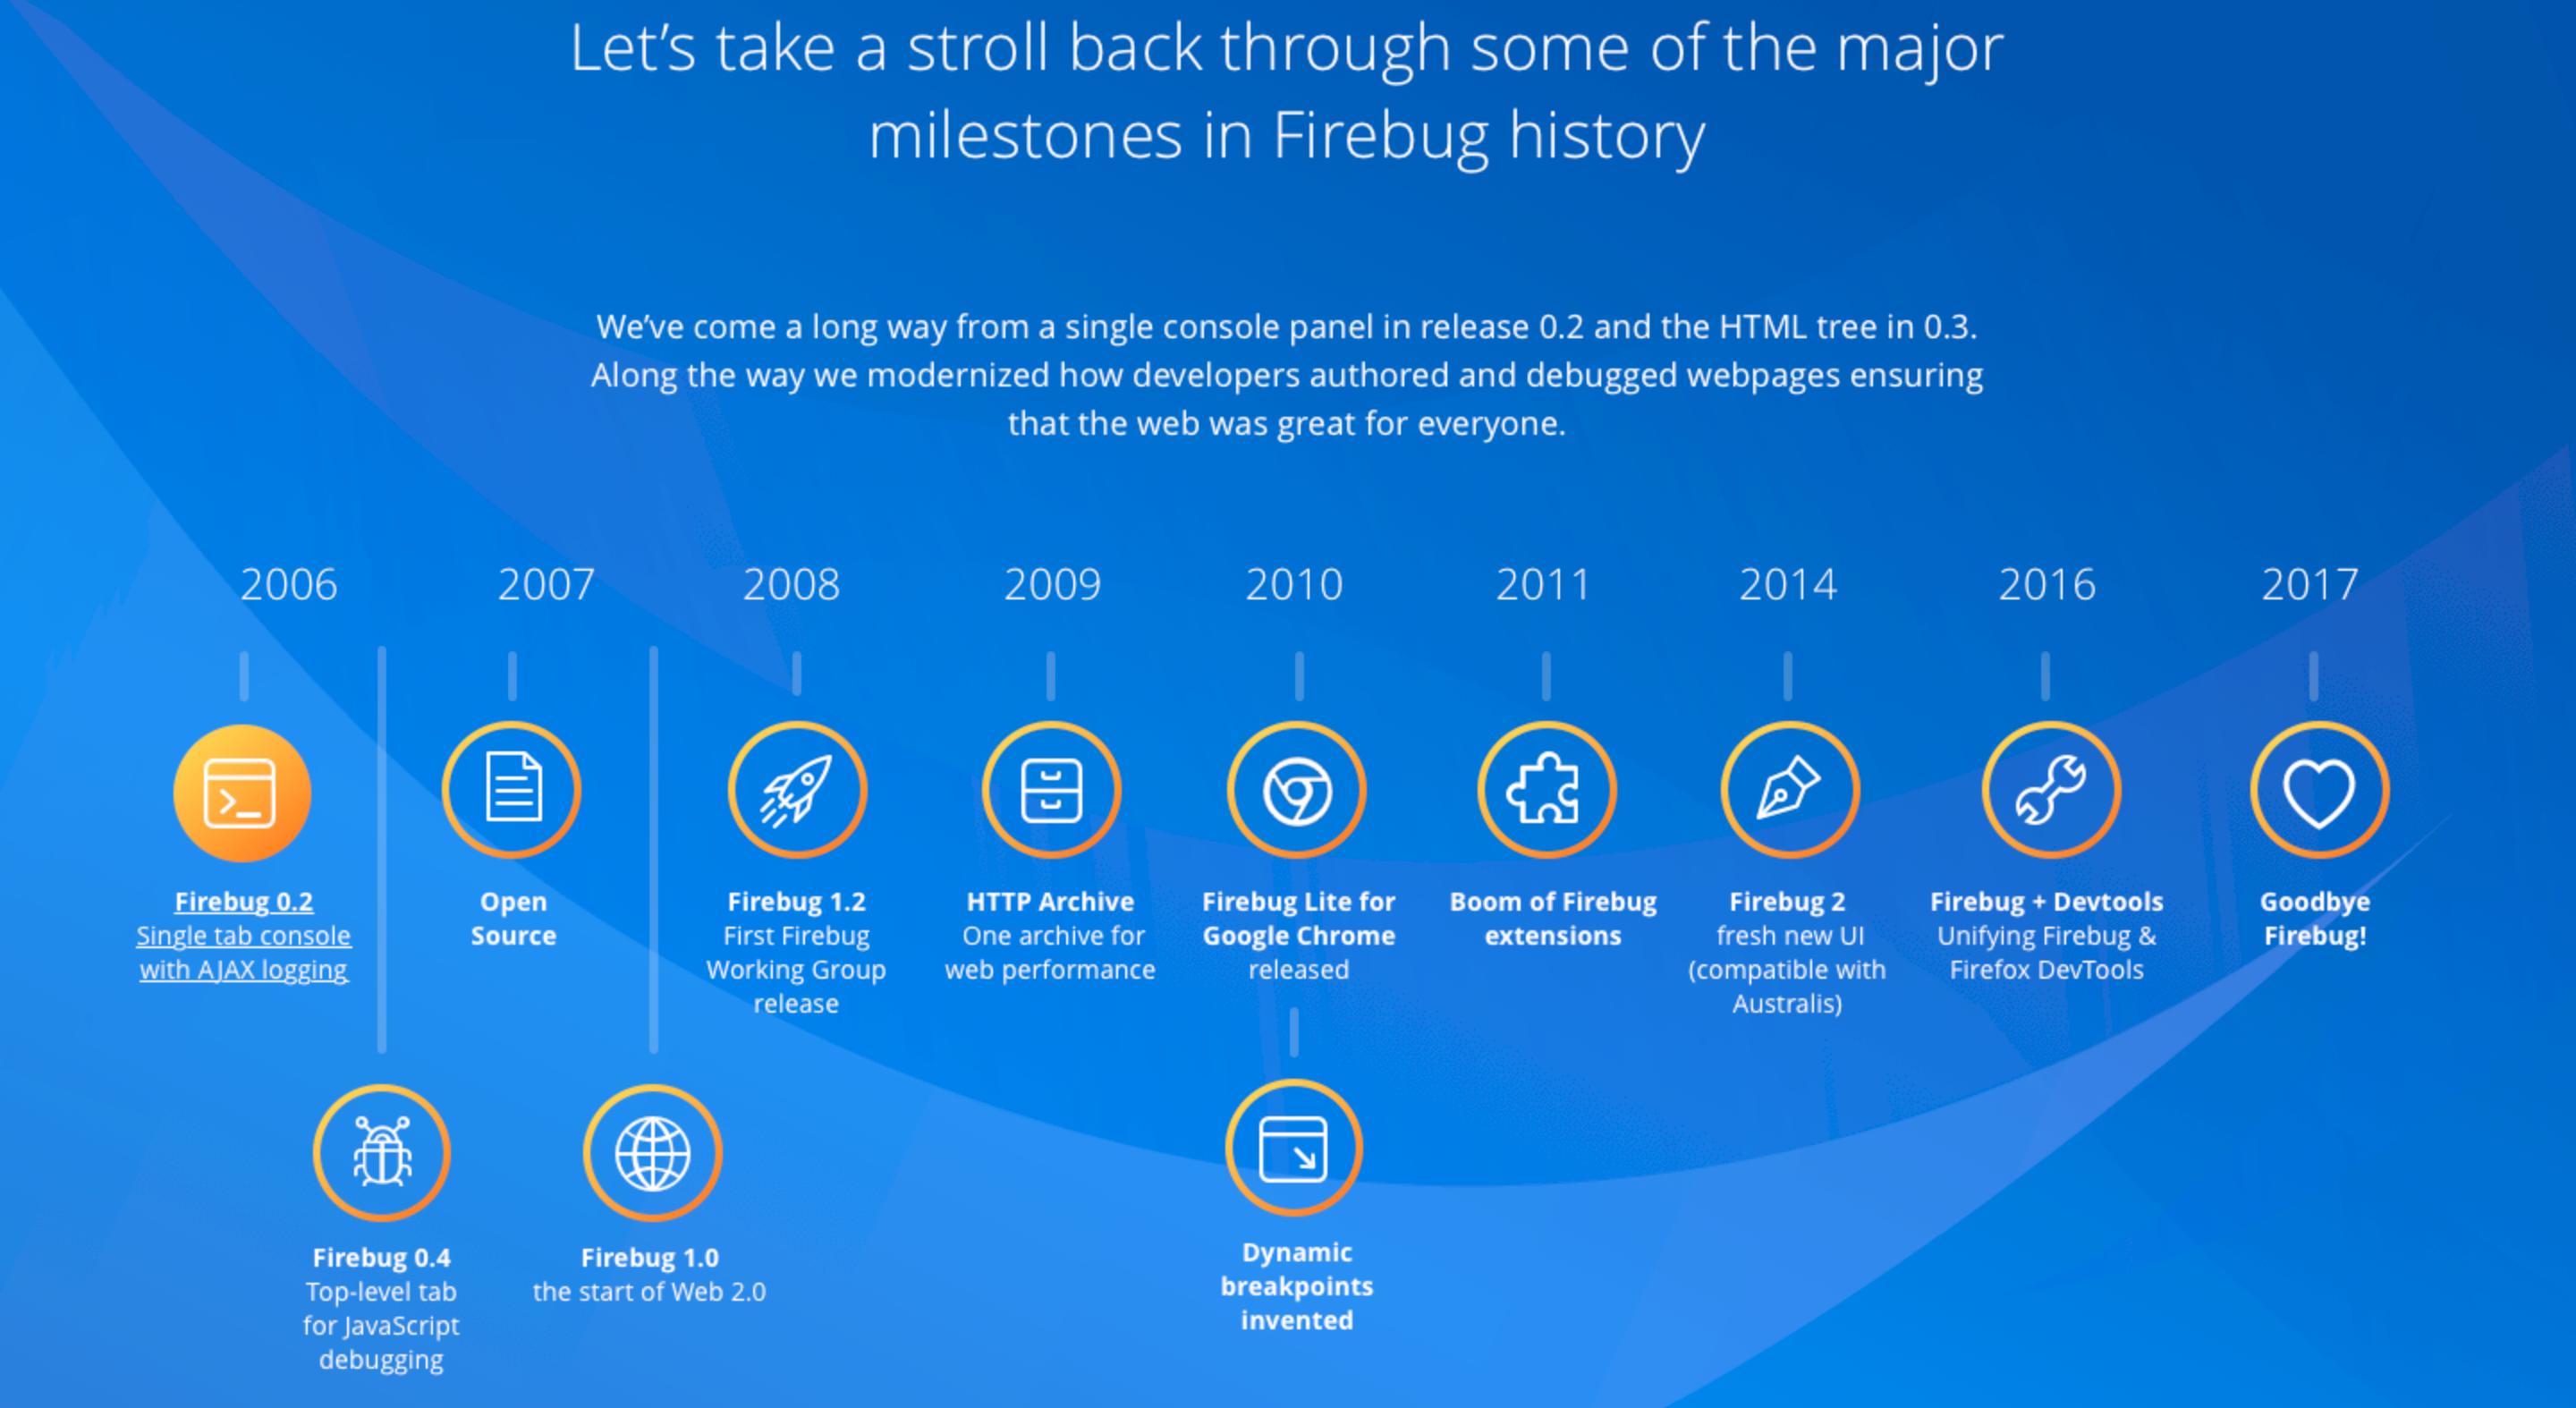 Let’s take a stroll back through some of the major
milestones in Firebug history
We’ve come a long way from a single console panel in release 0.2 and the HTML tree in 0.3.
Along the way we modernized how developers authored and debugged webpages ensuring
that the web was great for everyone.
2006
2007
2008
2009
2010
2011
2014
2016
2017
Firebug 0.2
Single tab console
with AJAX logging
Open
Source
Firebug 1.2
First Firebug
Working Group
release
HTTP Archive
One archive for
web performance
Firebug Lite for
Google Chrome
released
Boom of Firebug
extensions
Firebug 2
fresh new UI
(compatible with
Australis)
Firebug + Devtools
Unifying Firebug &
Firefox DevTools
Goodbye
Firebug!
Firebug 0.4
Top-level tab
for JavaScript
debugging
Firebug 1.0
the start of Web 2.0
Dynamic
breakpoints
invented